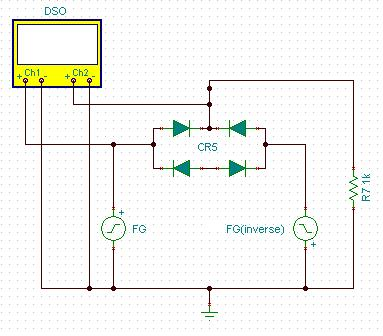 DSO
+ Ch1 - + Ch2 -
CR5
R7 1k
+ FG
FG(inverse) +